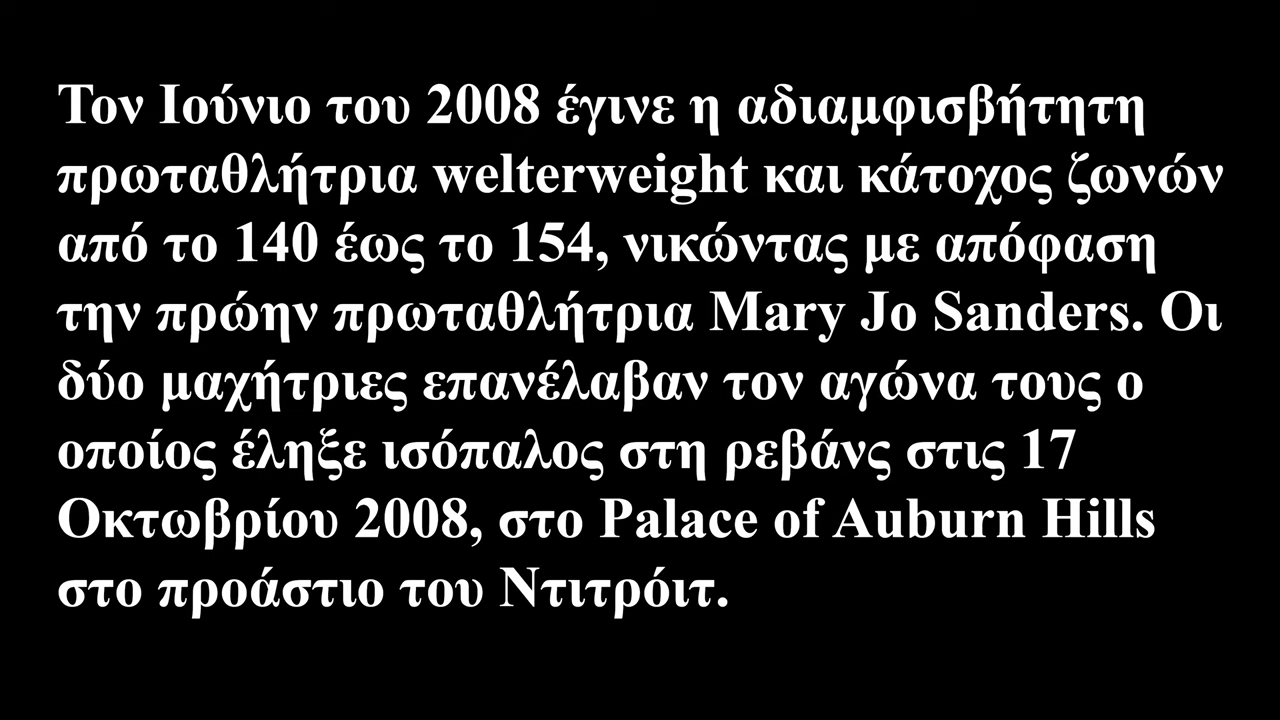 Τον Ιούνιο του 2008 έγινε η αδιαμφισβήτητη
πρωταθλήτρια welterweight και κάτοχος ζωνών
από το 140 έως το 154, νικώντας με απόφαση
την πρώην πρωταθλήτρια Mary Jo Sanders. Οι
δύο μαχήτριες επανέλαβαν τον αγώνα τους ο
οποίος έληξε ισόπαλος στη ρεβάνς στις 17
Οκτωβρίου 2008, στο Palace of Auburn Hills
στο προάστιο του Ντιτρόιτ.